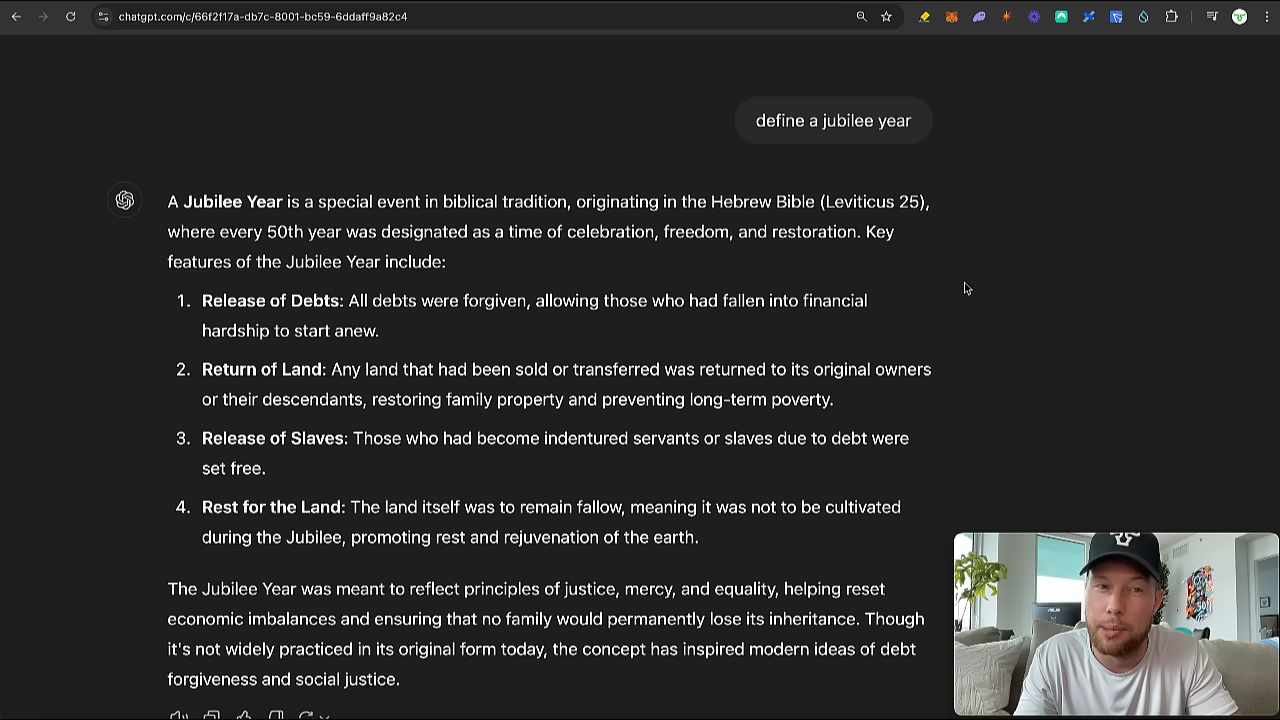 chatgpt.com/c/66f2f17a-db7c-8001-bc59-6ddaff9a82c4
define a jubilee year
A Jubilee Year is a special event in biblical tradition, originating in the Hebrew Bible (Leviticus 25),
where every 50th year was designated as a time of celebration, freedom, and restoration. Key
features of the Jubilee Year include:
1. Release of Debts: All debts were forgiven, allowing those who had fallen into financial
hardship to start anew.
2. Return of Land: Any land that had been sold or transferred was returned to its original owners
or their descendants, restoring family property and preventing long-term poverty.
3. Release of Slaves: Those who had become indentured servants or slaves due to debt were
set free.
4. Rest for the Land: The land itself was to remain fallow, meaning it was not to be cultivated
during the Jubilee, promoting rest and rejuvenation of the earth.
The Jubilee Year was meant to reflect principles of justice, mercy, and equality, helping reset
economic imbalances and ensuring that no family would permanently lose its inheritance. Though
it's not widely practiced in its original form today, the concept has inspired modern ideas of debt
forgiveness and social justice.